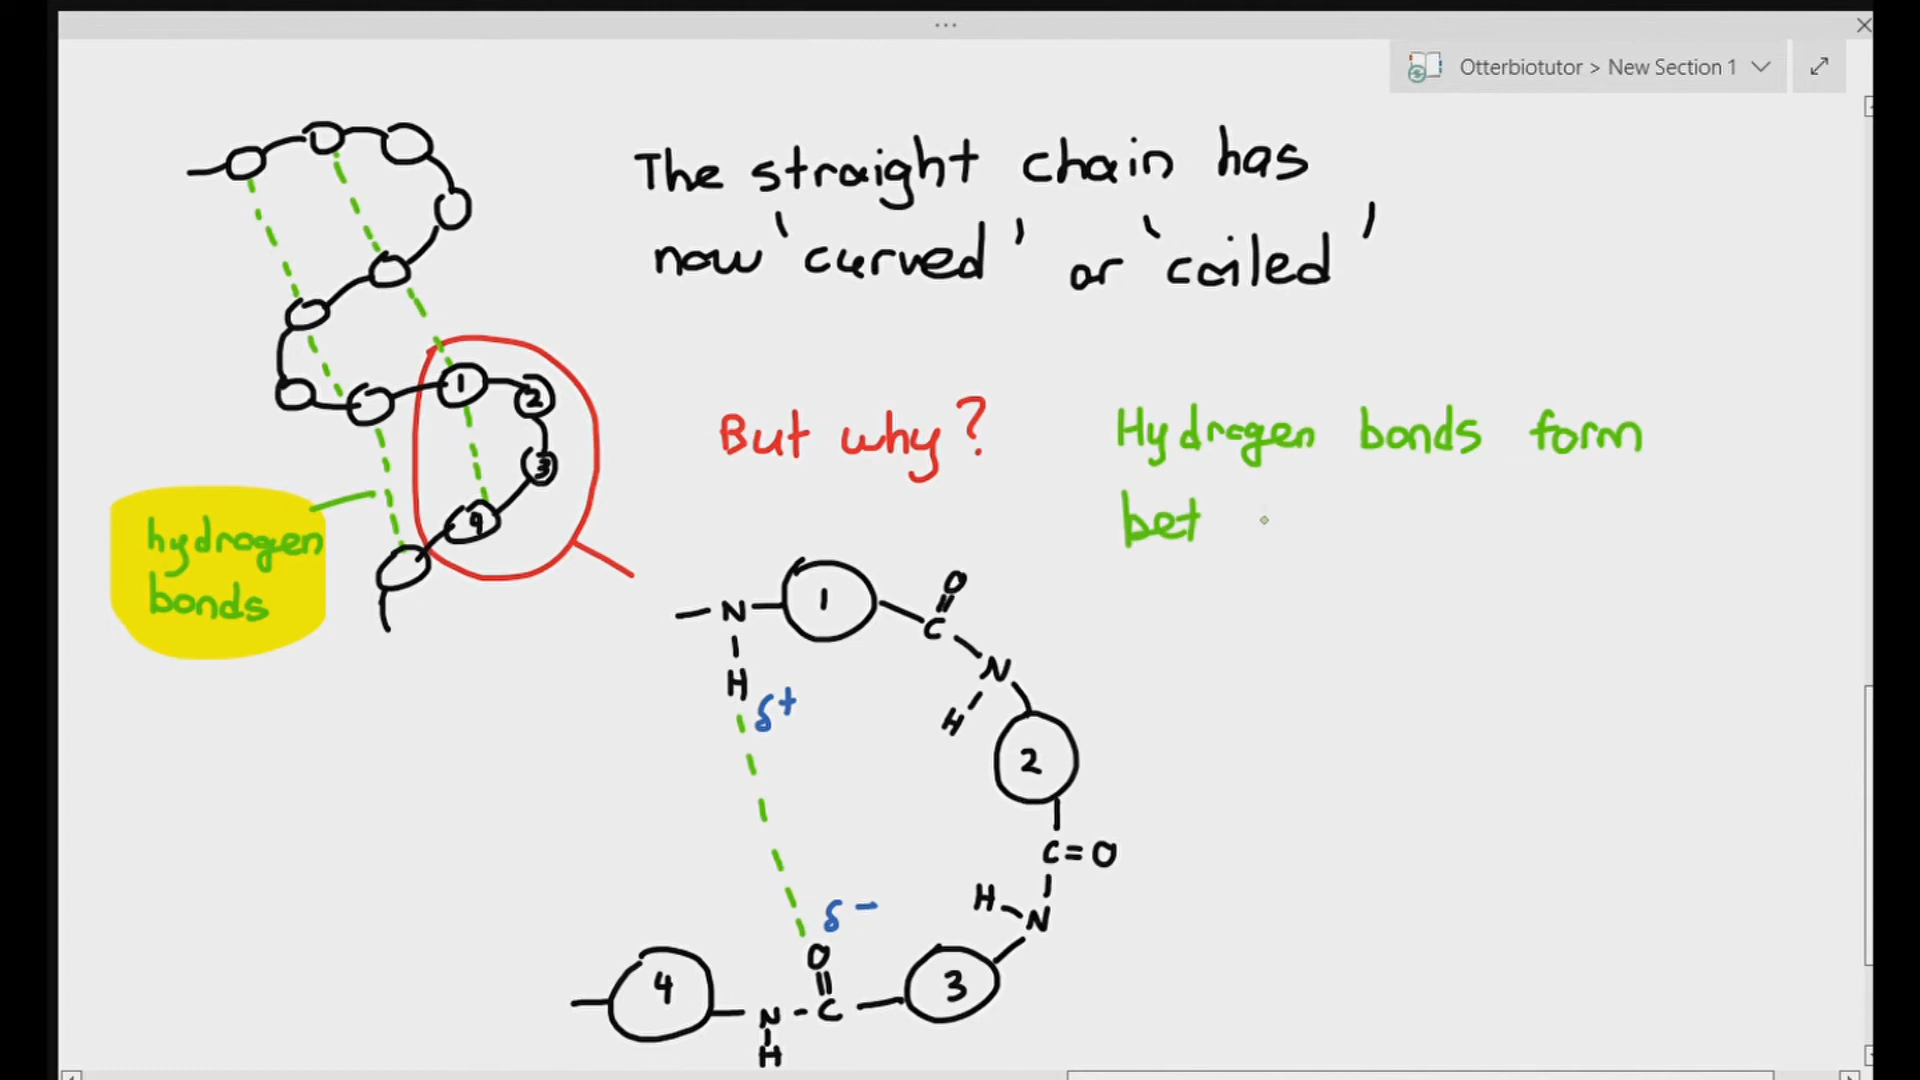 Otterbiotutor > New Section 1
The straight chain has
now 'curved' or 'coiled'
But why?
Hydrogen bonds form
bet
hydrogen
bonds
1
2
3
4
N
H
δ+
1
C
O
N
H
2
C=O
H
N
3
C
O
δ-
N
H
4